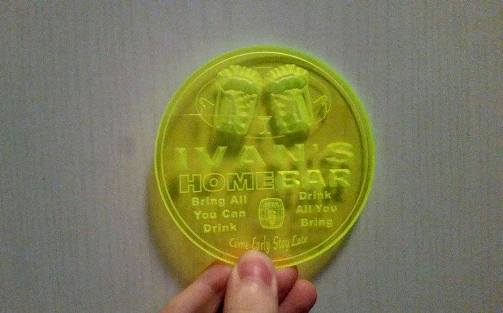 IVAN'S
HOME BAR
Bring All
You Can
Drink
Drink
All You
Bring
Come Early Stay Late